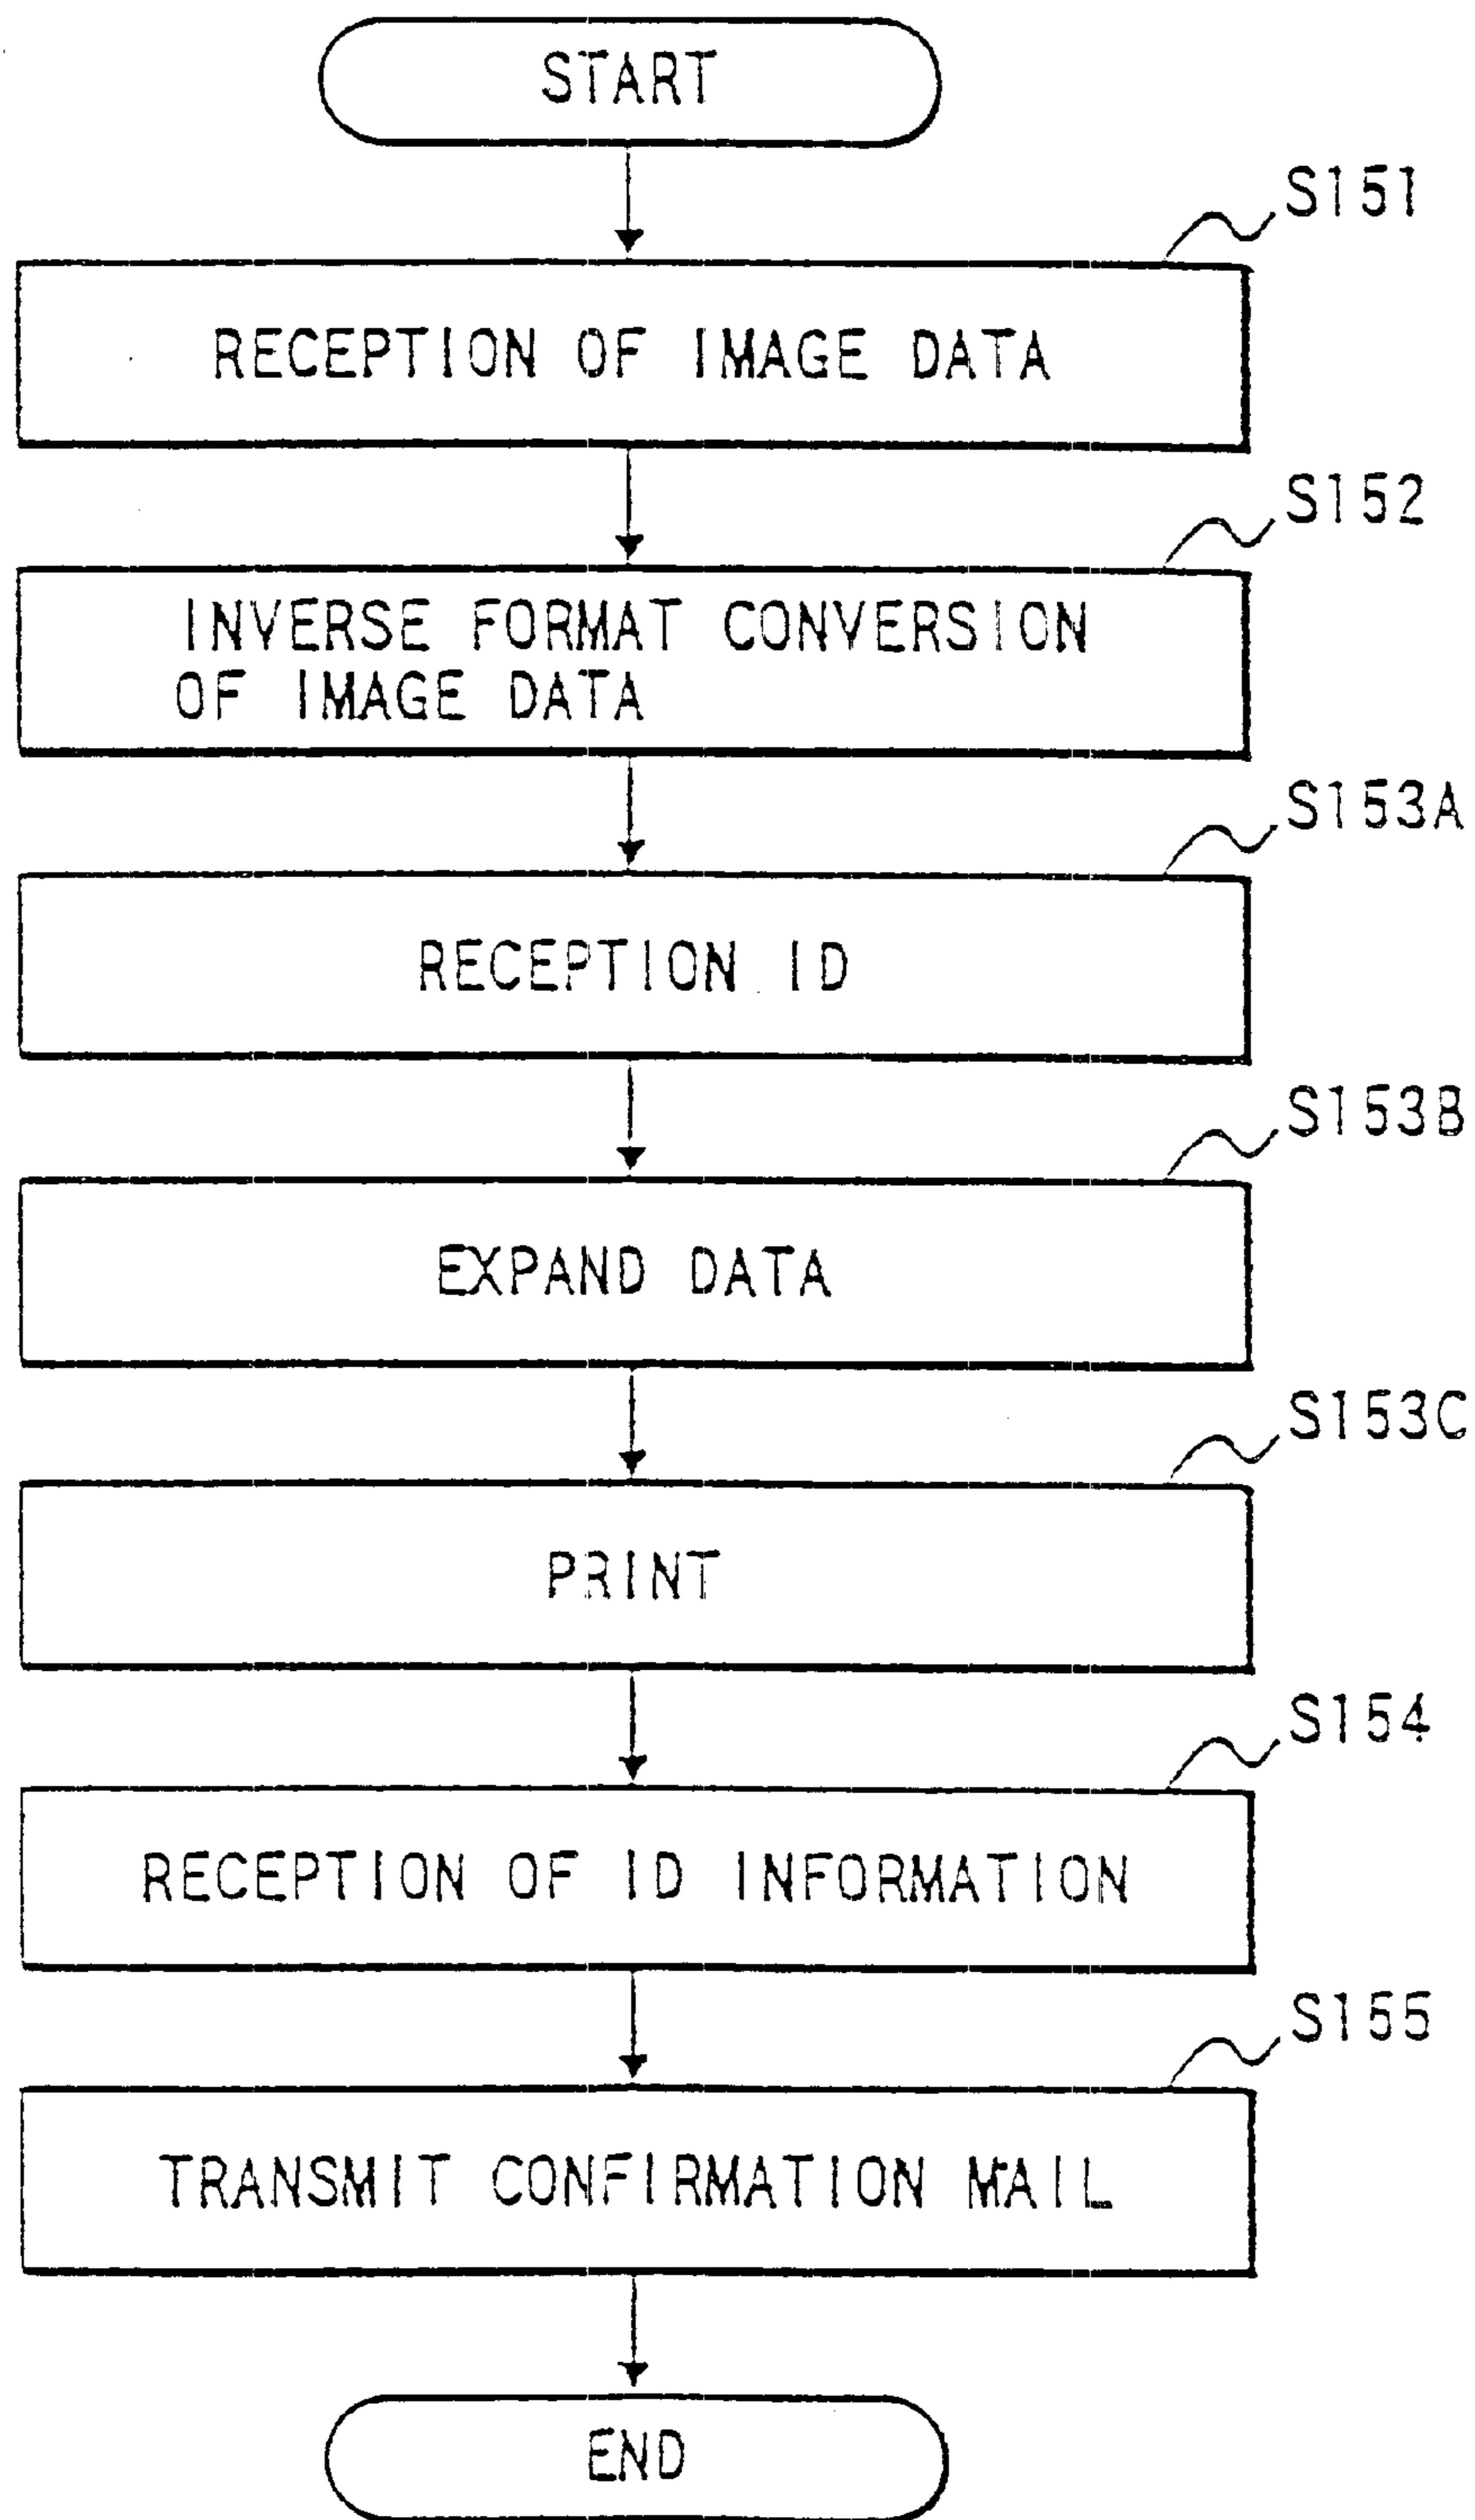 START
S151
RECEPTION OF IMAGE DATA
S152
INVERSE FORMAT CONVERSION
OF IMAGE DATA
S153A
RECEPTION ID
S153B
EXPAND DATA
S153C
PRINT
S154
RECEPTION OF ID INFORMATION
S155
TRANSMIT CONFIRMATION MAIL
END